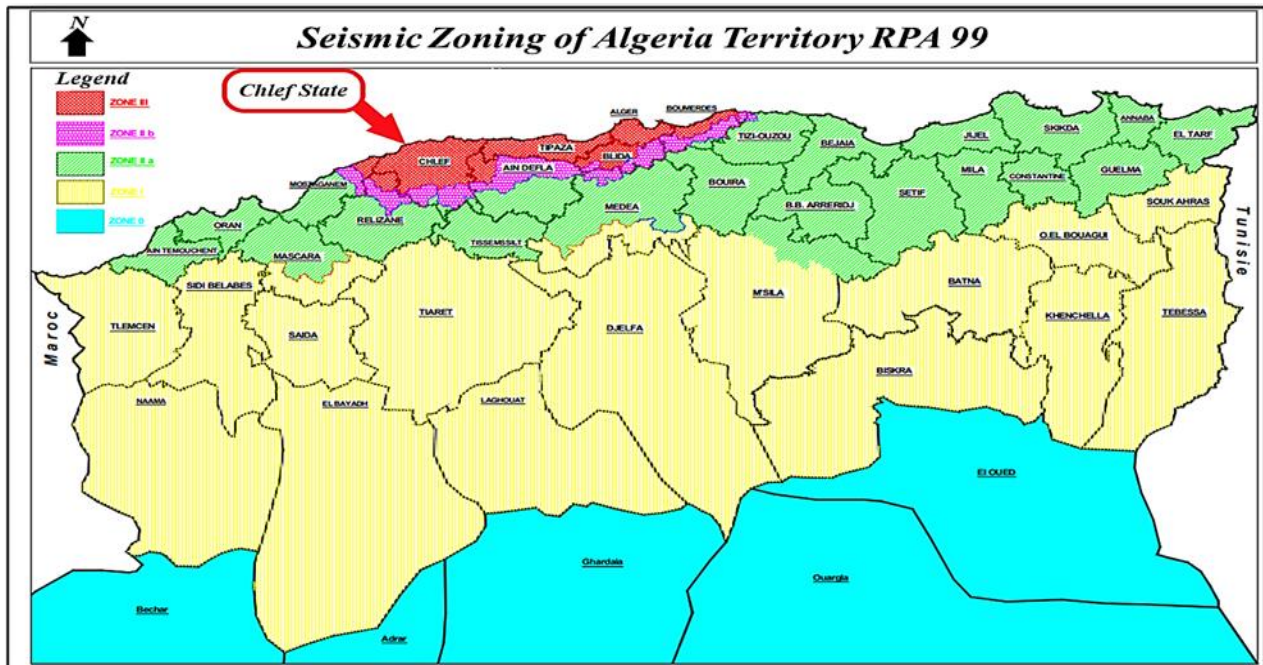 N
Seismic Zoning of Algeria Territory RPA 99
Legend
ZONE III
ZONE II.b
ZONE II.a
ZONE I
ZONE 0
Chlef State
ALGER
BOUMERDES
CHLEF
TIPAZA
BLIDA
AIN DEFLA
TIZI-OUZOU
BEJAIA
JIJEL
SKIKDA
ANNABA
EL TARF
MOSTAGANEM
RELIZANE
MEDEA
BOUIRA
B.B. ARRERIDJ
SETIF
MILA
CONSTANTINE
GUELMA
SOUK AHRAS
ORAN
AIN TEMOUCHENT
MASCARA
TISSEMSSILT
O.EL BOUAGUI
Tunisie
SIDI BELABES
TLEMCEN
SAIDA
TIARET
DJELFA
M'SILA
BATNA
KHENCHELLA
TEBESSA
Maroc
NAAMA
EL BAYADH
LAGHOUAT
BISKRA
El OUED
Ghardaia
Ouargla
Bechar
Adrar